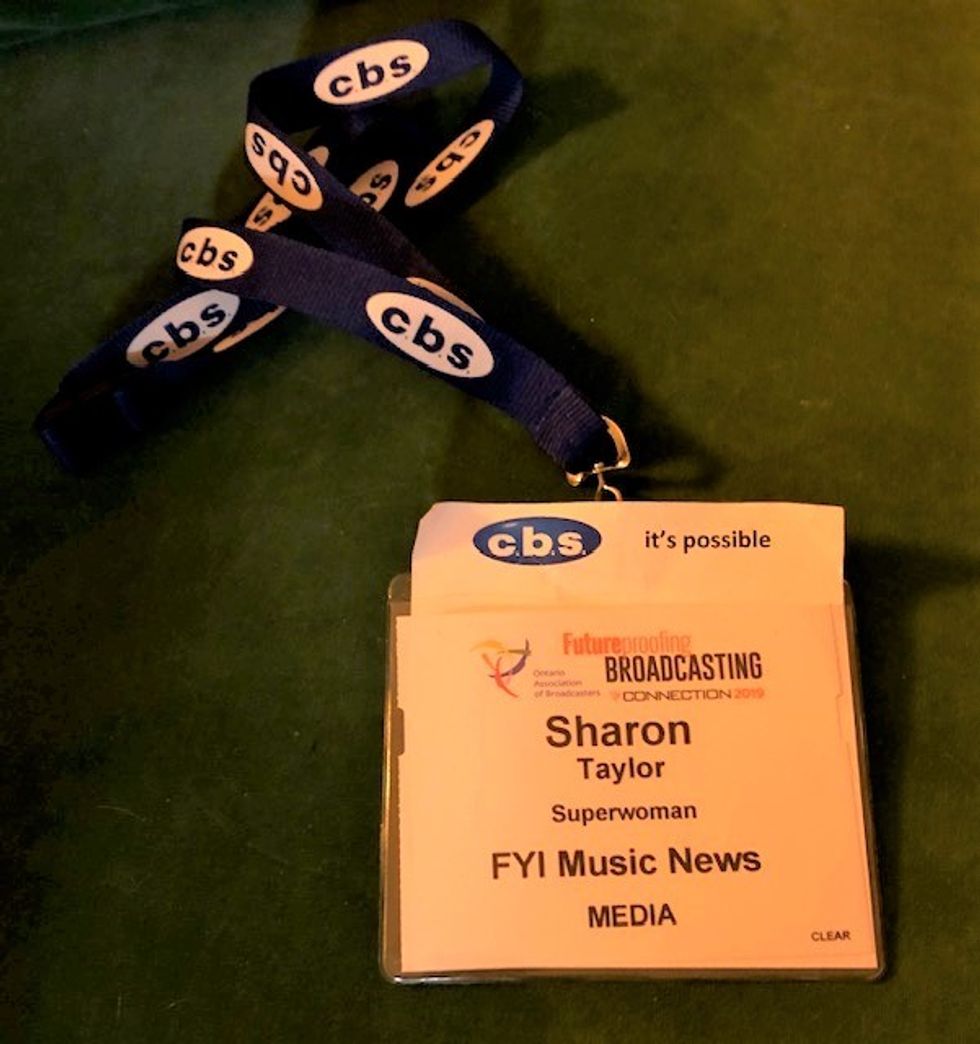 cbs
cbs
cbs
cbs
cbs
cbs
c.b.s.
c.b.s. it's possible
Ontario
Association
of Broadcasters
Futureproofing
BROADCASTING
CONNECTION 2019
Sharon
Taylor
Superwoman
FYI Music News
MEDIA
CLEAR